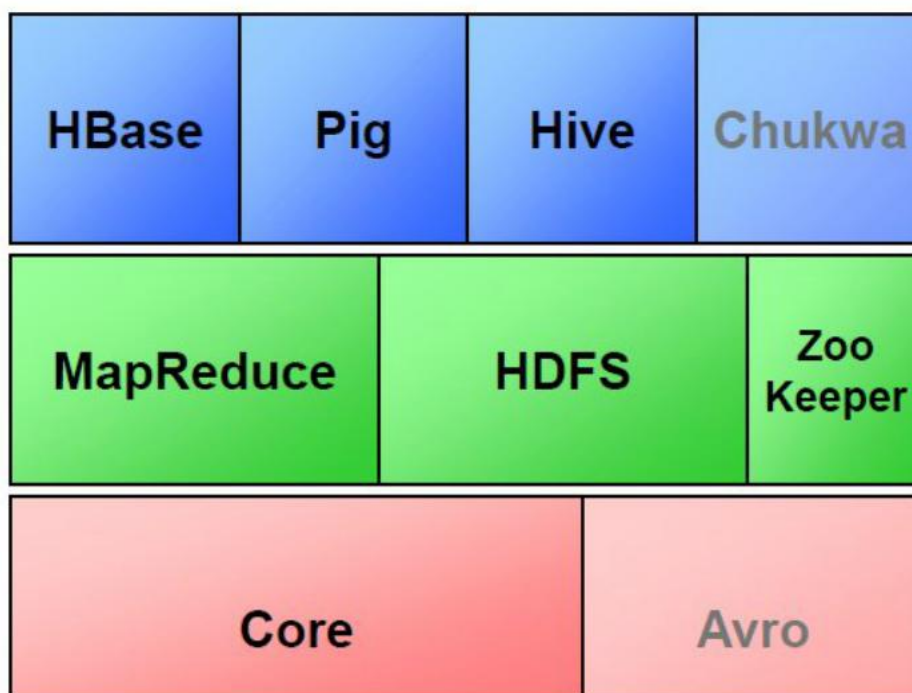 HBase
Pig
Hive
Chukwa
MapReduce
HDFS
Zoo
Keeper
Core
Avro